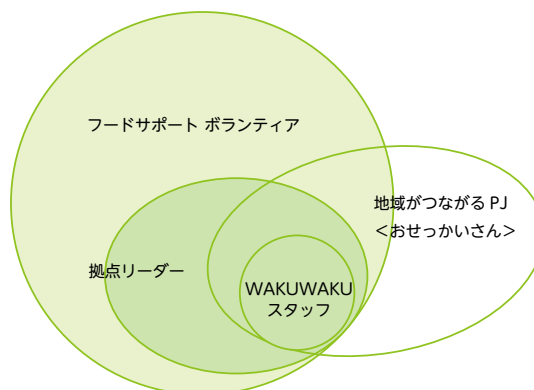 フードサポート ボランティア
地域がつながる PJ
＜おせっかいさん＞
拠点リーダー
WAKUWAKU
スタッフ